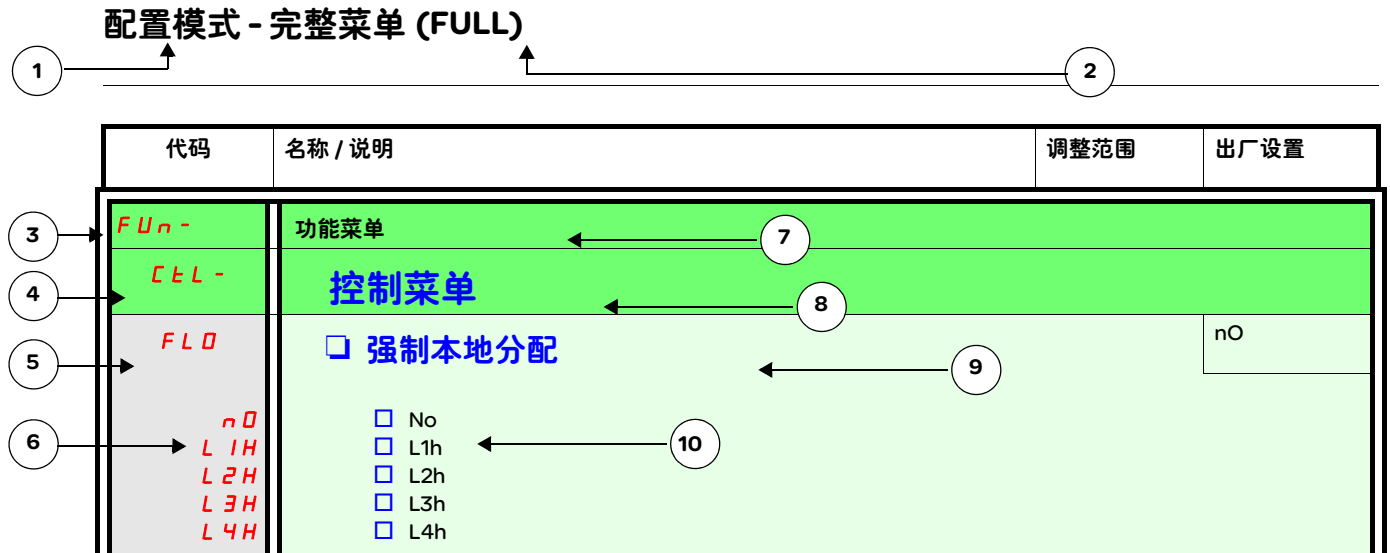 配置模式 - 完整菜单 (FULL)
1
2
代码 名称 / 说明 调整范围 出厂设置
3 FUn- 功能菜单 7
4 CtL- 控制菜单 8
5 FLO ❏ 强制本地分配 9 nO
nO □ No
6 L1H □ L1h 10
L2H □ L2h
L3H □ L3h
L4H □ L4h